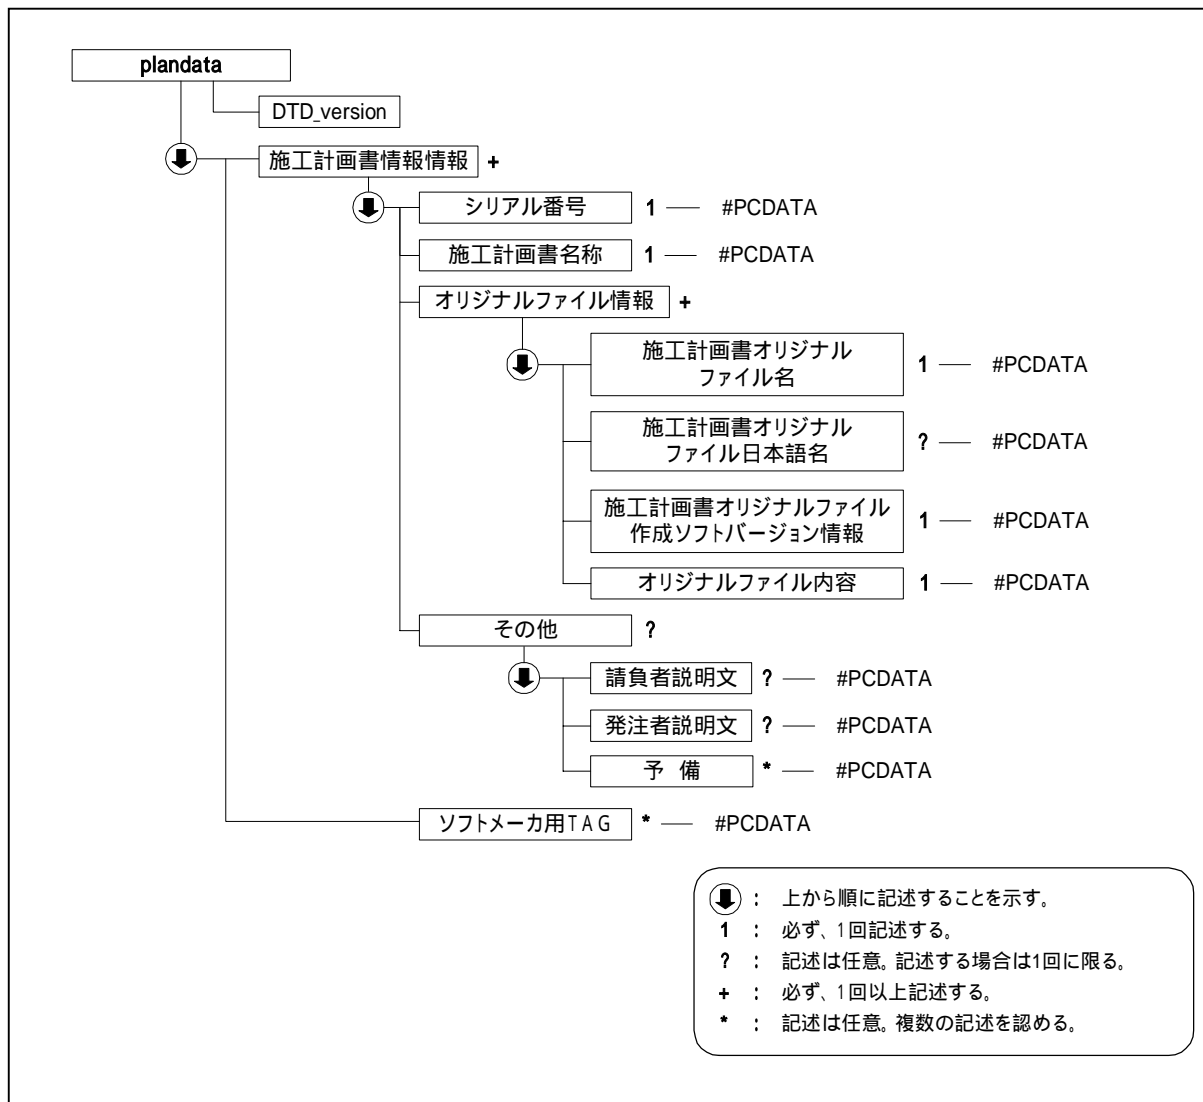 plandata
DTD_version
施工計画書情報情報 +
シリアル番号 1 #PCDATA
施工計画書名称 1 #PCDATA
オリジナルファイル情報 +
施工計画書オリジナル
ファイル名 1 #PCDATA
施工計画書オリジナル
ファイル日本語名 ? #PCDATA
施工計画書オリジナルファイル
作成ソフトバージョン情報 1 #PCDATA
オリジナルファイル内容 1 #PCDATA
その他 ?
請負者説明文 ? #PCDATA
発注者説明文 ? #PCDATA
予 備 * #PCDATA
ソフトメーカ用TAG * #PCDATA
: 上から順に記述することを示す。
1 : 必ず、1回記述する。
? : 記述は任意。記述する場合は1回に限る。
+ : 必ず、1回以上記述する。
* : 記述は任意。複数の記述を認める。